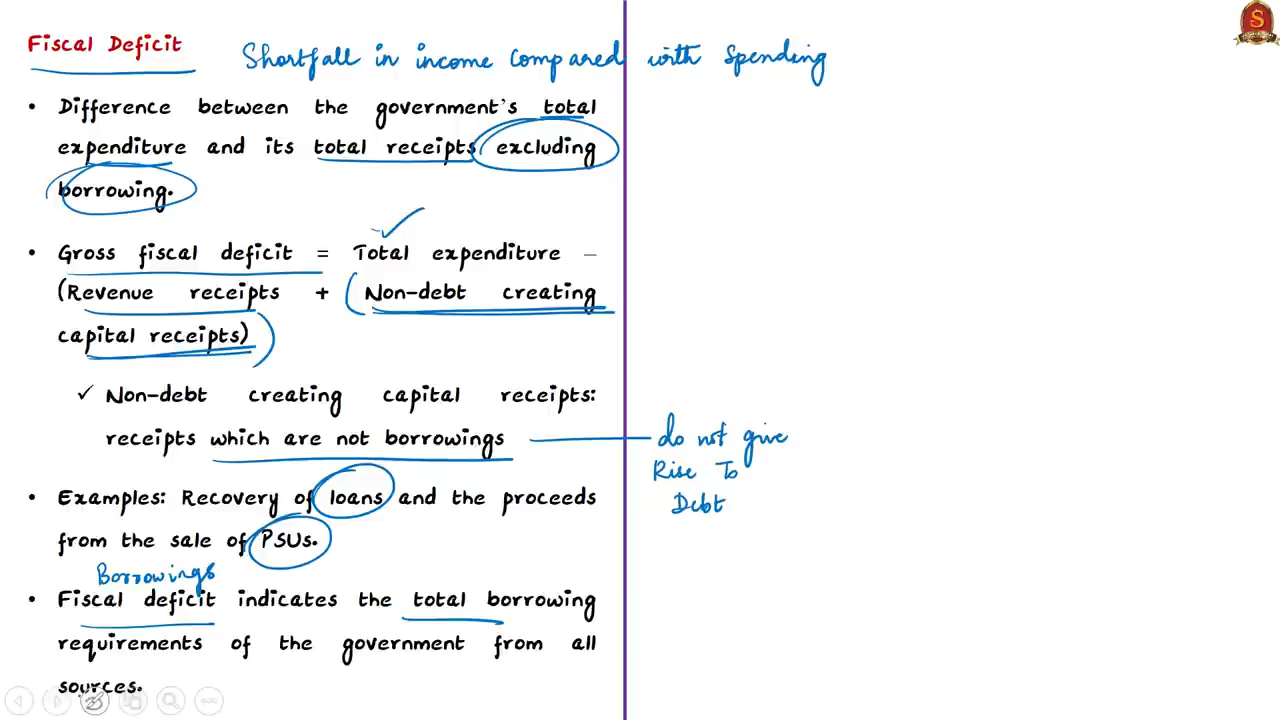 Fiscal Deficit
Shortfall in income compared with spending
• Difference between the government's total
expenditure and its total receipts excluding
borrowing.
• Gross fiscal deficit = Total expenditure –
(Revenue receipts + Non-debt creating
capital receipts)
✓ Non-debt creating capital receipts:
receipts which are not borrowings
do not give
Rise To
Debt
• Examples: Recovery of loans and the proceeds
from the sale of PSUs.
Borrowings
• Fiscal deficit indicates the total borrowing
requirements of the government from all
sources.
S